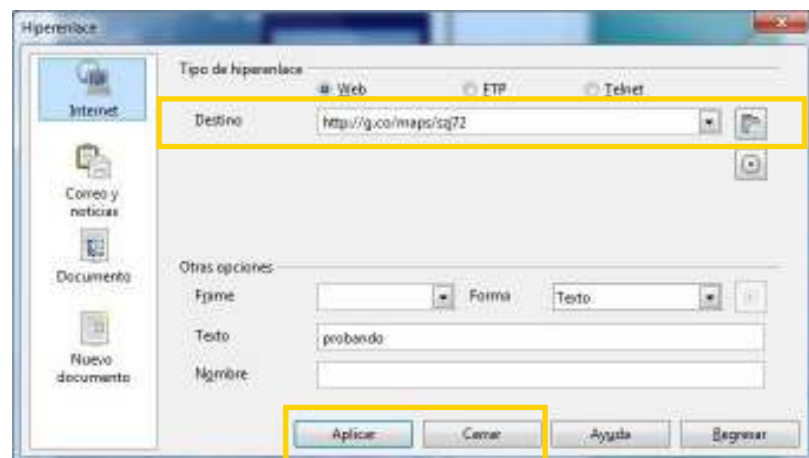 Hiperenlace
Internet
Correo y
noticias
Documento
Nuevo
documento
Tipo de hiperenlace
Web FTP Telnet
Destino http://g.co/maps/szj72
Otras opciones
Frame Forma Texto
Texto probando
Nombre
Aplicar Cerrar Ayuda Regresar